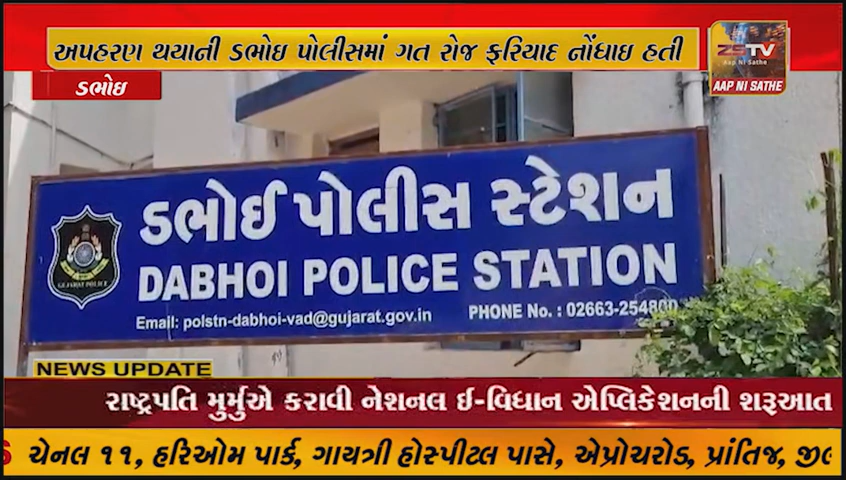 અપહરણ થયાની ડભોઇ પોલીસમાં ગત રોજ ફરિયાદ નોંધાઇ હતી
ZSTV
Aap Ni Sathe
AAP NI SATHE
ડભોઇ
ડભોઈ પોલીસ સ્ટેશન
DABHOI POLICE STATION
GUJARAT POLICE
Email: polstn-dabhoi-vad@gujarat.gov.in PHONE No. : 02663-254800
NEWS UPDATE
રાષ્ટ્રપતિ મુર્મુએ કરાવી નેશનલ ઈ-વિધાન એપ્લિકેશનની શરૂઆત
ચેનલ ૧૧, હરિઓમ પાર્ક, ગાયત્રી હોસ્પીટલ પાસે, એપ્રોચરોડ, પ્રાંતિજ,